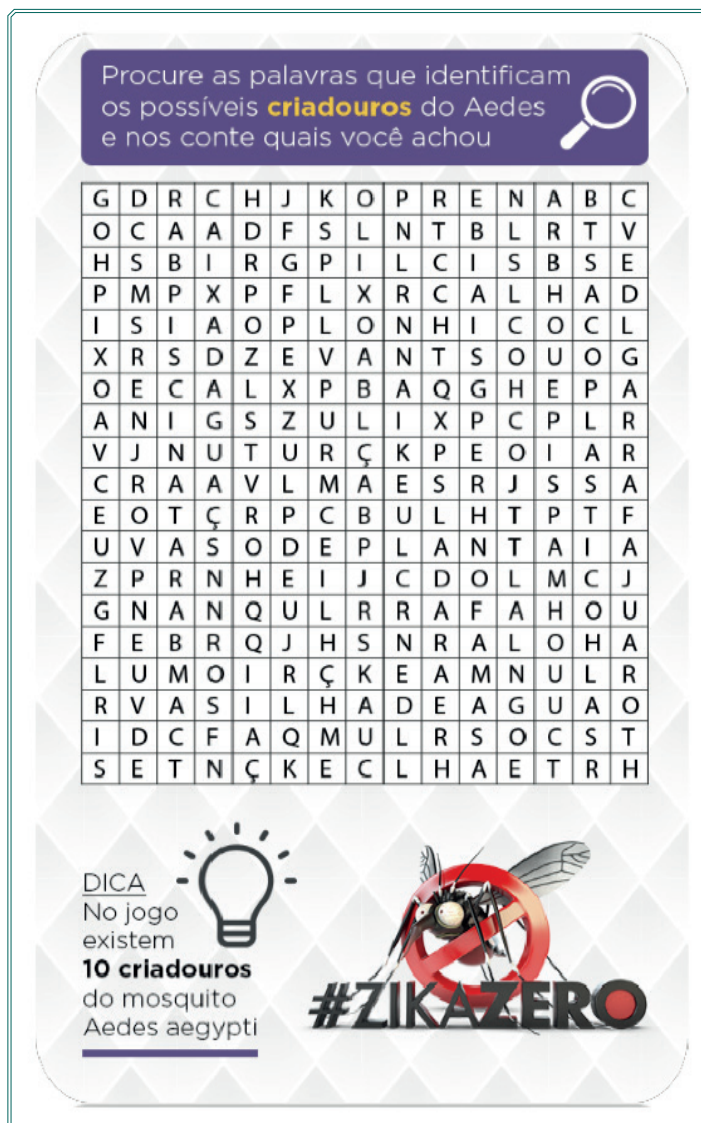 Procure as palavras que identificam
os possíveis criadouros do Aedes
e nos conte quais você achou
G D R C H J K O P R E N A B C
O C A A D F S L N T B L R T V
H S B I R G P I L C I S B S E
P M P X P F L X R C A L H A D
I S I A O P L O N H I C O C L
X R S D Z E V A N T S O U O G
O E C A L X P B A Q G H E P A
A N I G S Z U L I X P C P L R
V J N U T U R Ç K P E O I A R
C R A A V L M A E S R J S S A
E O T Ç R P C B U L H T P T F
U V A S O D E P L A N T A I A
Z P R N H E I J C D O L M C J
G N A N Q U L R R A F A H O U
F E B R Q J H S N R A L O H A
L U M O I R Ç K E A M N U L R
R V A S I L H A D E A G U A O
I D C F A Q M U L R S O C S T
S E T N Ç K E C L H A E T R H
DICA
No jogo
existem
10 criadouros
do mosquito
Aedes aegypti
#ZIKAZERO